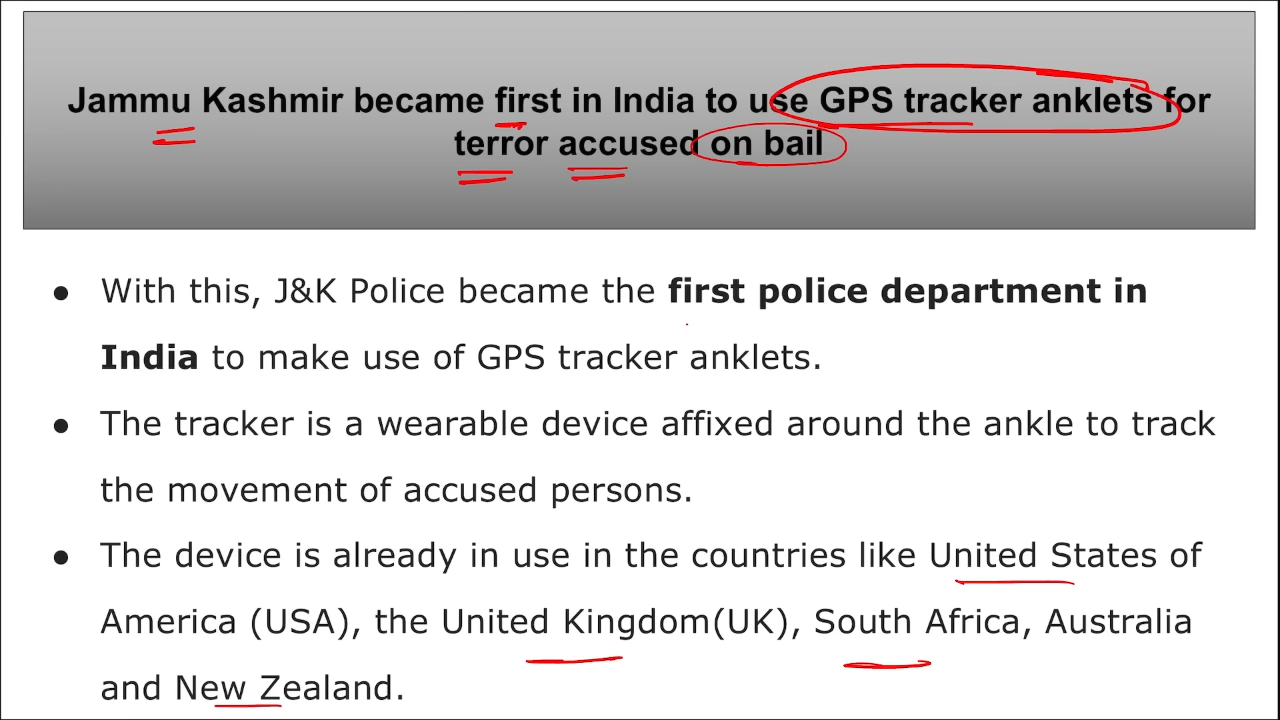 Jammu Kashmir became first in India to use GPS tracker anklets for
terror accused on bail
● With this, J&K Police became the first police department in
India to make use of GPS tracker anklets.
● The tracker is a wearable device affixed around the ankle to track
the movement of accused persons.
● The device is already in use in the countries like United States of
America (USA), the United Kingdom(UK), South Africa, Australia
and New Zealand.